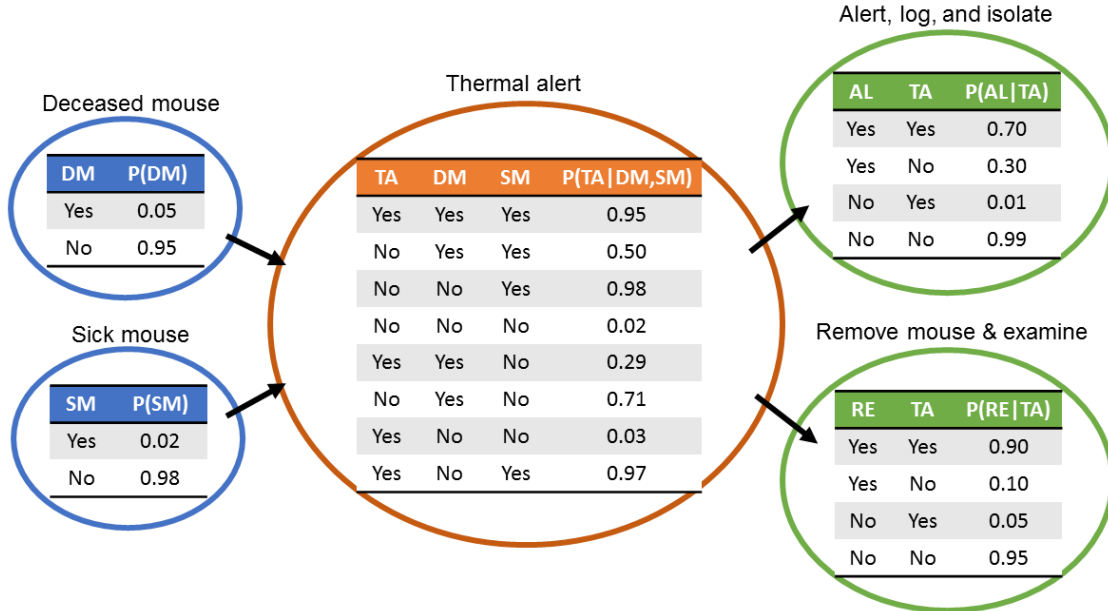 Deceased mouse
DM P(DM)
Yes 0.05
No 0.95
Sick mouse
SM P(SM)
Yes 0.02
No 0.98
Thermal alert
TA DM SM P(TA|DM,SM)
Yes Yes Yes 0.95
No Yes Yes 0.50
No No Yes 0.98
No No No 0.02
Yes Yes No 0.29
No Yes No 0.71
Yes No No 0.03
Yes No Yes 0.97
Alert, log, and isolate
AL TA P(AL|TA)
Yes Yes 0.70
Yes No 0.30
No Yes 0.01
No No 0.99
Remove mouse & examine
RE TA P(RE|TA)
Yes Yes 0.90
Yes No 0.10
No Yes 0.05
No No 0.95